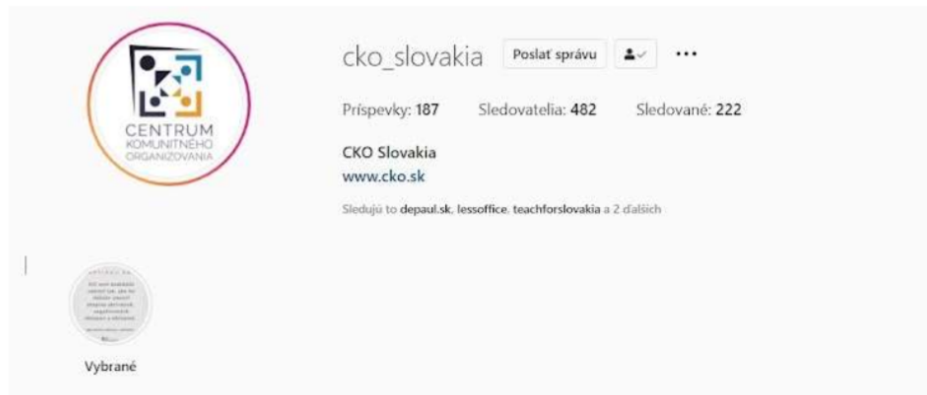 CENTRUM
KOMUNITNÉHO
ORGANIZOVANIA
cko_slovakia Poslať správu
Príspevky: 187 Sledovatelia: 482 Sledované: 222
CKO Slovakia
www.cko.sk
Sledujú to depaul.sk, lessoffice, teachforslovakia a 2 ďalších
Vybrané